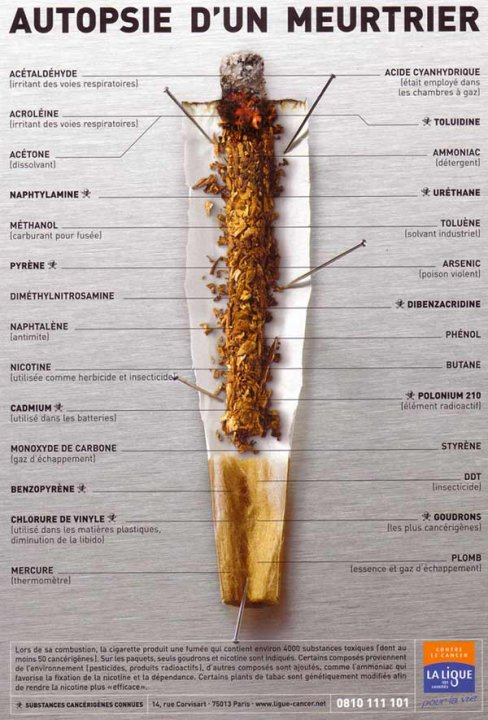 AUTOPSIE D'UN MEURTRIER
ACÉTALDÉHYDE
(irritant des voies respiratoires)
ACROLÉINE
(irritant des voies respiratoires)
ACÉTONE
(dissolvant)
NAPHTYLAMINE
MÉTHANOL
(carburant pour fusée)
PYRÈNE
DIMÉTHYLNITROSAMINE
NAPHTALÈNE
(antimite)
NICOTINE
(utilisée comme herbicide et insecticide)
CADMIUM
(utilisé dans les batteries)
MONOXYDE DE CARBONE
(gaz d'échappement)
BENZOPYRÈNE
CHLORURE DE VINYLE
(utilisé dans les matières plastiques,
diminution de la libido)
MERCURE
(thermomètre)
ACIDE CYANHYDRIQUE
(était employé dans
les chambres à gaz)
TOLUIDINE
AMMONIAC
(détergent)
URÉTHANE
TOLUÈNE
(solvant industriel)
ARSENIC
(poison violent)
DIBENZACRIDINE
PHÉNOL
BUTANE
POLONIUM 210
(élément radioactif)
STYRÈNE
DDT
(insecticide)
GOUDRONS
(les plus cancérigènes)
PLOMB
(essence et gaz d'échappement)
Lors de sa combustion, la cigarette produit une fumée qui contient environ 4000 substances toxiques (dont au
moins 50 cancérigènes). Sur les paquets, seuls goudrons et nicotine sont indiqués. Certains composés proviennent
de l'environnement (pesticides, produits radioactifs), d'autres composés sont ajoutés, comme l'ammoniac qui
favorise la fixation de la nicotine et la dépendance. Certains plants de tabac sont génétiquement modifiés afin
de rendre la nicotine plus «efficace».
SUBSTANCES CANCÉRIGÈNES CONNUES
14, rue Corvisart - 75013 Paris - www.ligue-cancer.net
0810 111 101
CONTRE
LE CANCER
LA LIGUE
pour la vie